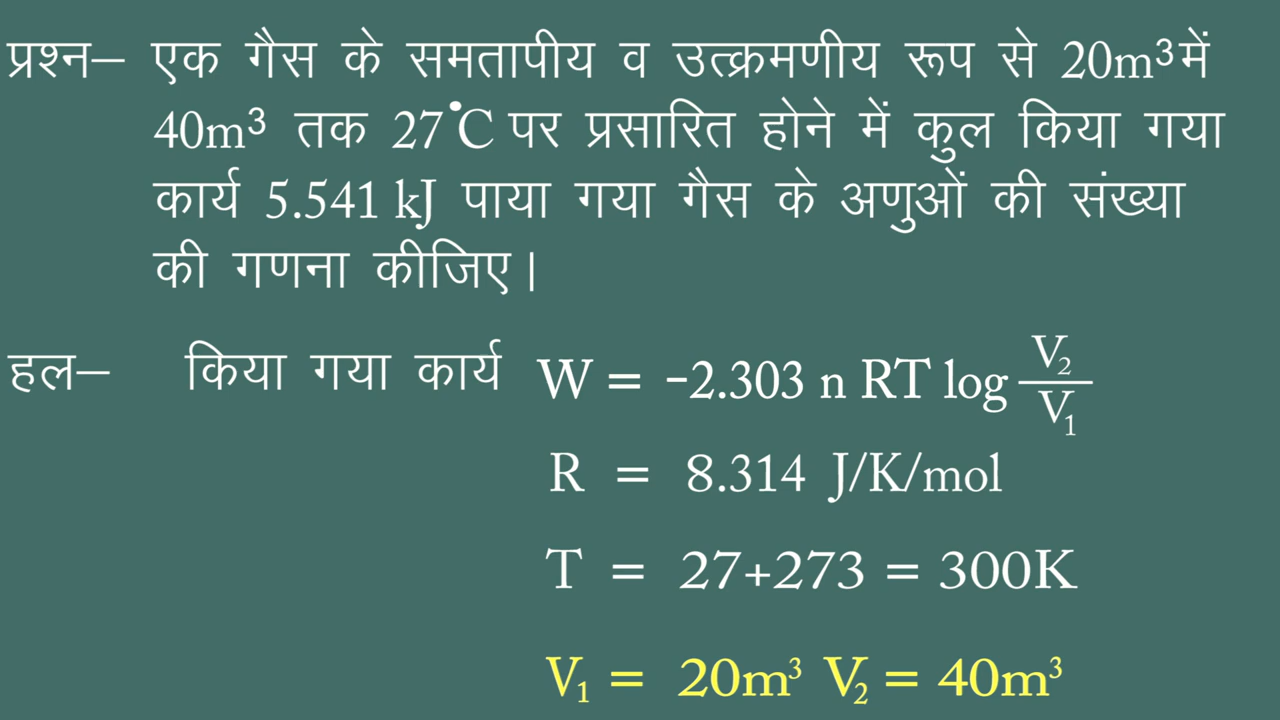 प्रश्न– एक गैस के समतापीय व उत्क्रमणीय रूप से 20m³में
40m³ तक 27°C पर प्रसारित होने में कुल किया गया
कार्य 5.541 kJ पाया गया गैस के अणुओं की संख्या
की गणना कीजिए।
हल– किया गया कार्य W = -2.303 n RT log V₂/V₁
R = 8.314 J/K/mol
T = 27+273 = 300K
V₁ = 20m³ V₂ = 40m³